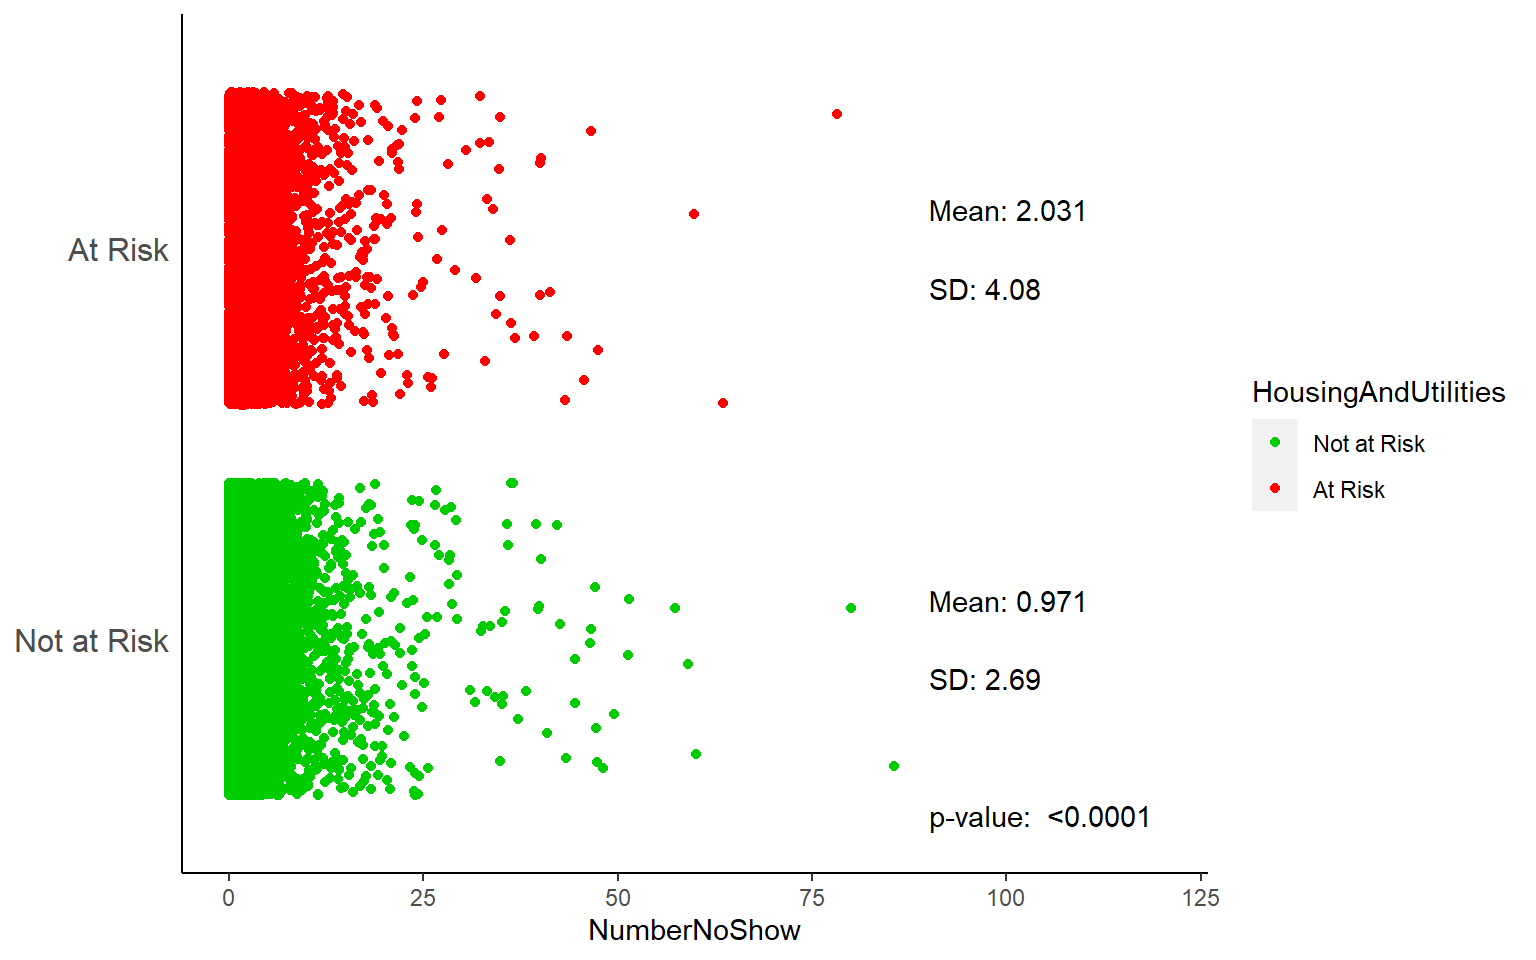 At Risk
Mean: 2.031
SD: 4.08
Not at Risk
Mean: 0.971
SD: 2.69
p-value:  <0.0001
0 25 50 75 100 125
NumberNoShow
HousingAndUtilities
Not at Risk
At Risk